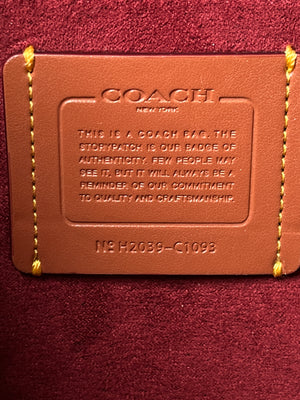 COACH
NEW YORK
THIS IS A COACH BAG. THE
STORYPATCH IS OUR BADGE OF
AUTHENTICITY. FEW PEOPLE MAY
SEE IT, BUT IT WILL ALWAYS BE A
REMINDER OF OUR COMMITMENT
TO QUALITY AND CRAFTSMANSHIP.
Nº H2039-C1093